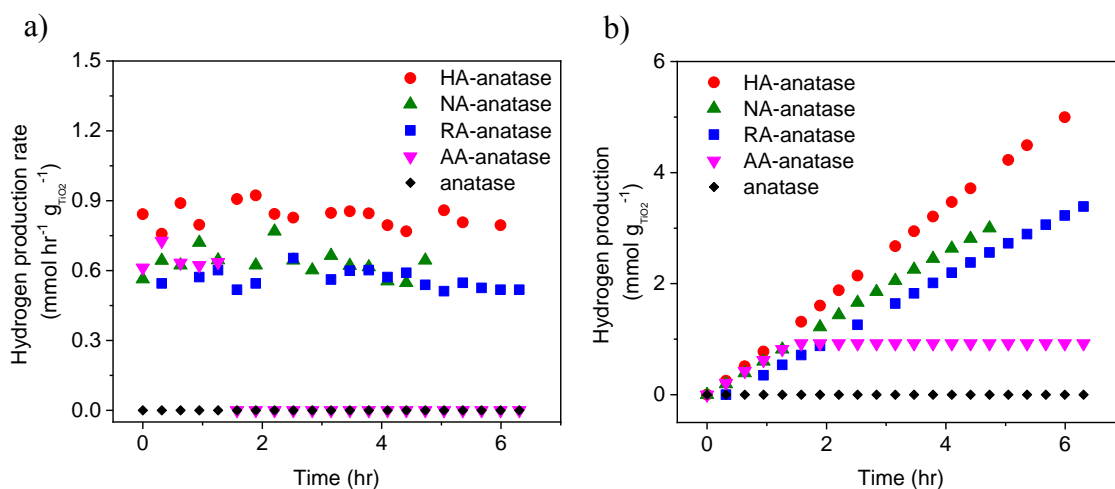 a)
Hydrogen production rate
(mmol hr⁻¹ g_TiO2⁻¹)
1.5
1.2
0.9
0.6
0.3
0.0
HA-anatase
NA-anatase
RA-anatase
AA-anatase
anatase
0 2 4 6
Time (hr)
b)
Hydrogen production
(mmol g_TiO2⁻¹)
6
4
2
0
HA-anatase
NA-anatase
RA-anatase
AA-anatase
anatase
0 2 4 6
Time (hr)